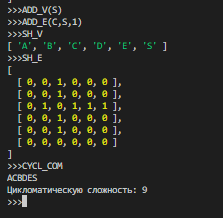 >>>ADD_V(S)
>>>ADD_E(C,S,1)
>>>SH_V
[ 'A', 'B', 'C', 'D', 'E', 'S' ]
>>>SH_E
[
[ 0, 0, 1, 0, 0, 0 ],
[ 0, 0, 1, 0, 0, 0 ],
[ 0, 1, 0, 1, 1, 1 ],
[ 0, 0, 1, 0, 0, 0 ],
[ 0, 0, 0, 0, 0, 0 ],
[ 0, 0, 0, 0, 0, 0 ]
]
>>>CYCL_COM
ACBDES
Цикломатическую сложность: 9
>>>